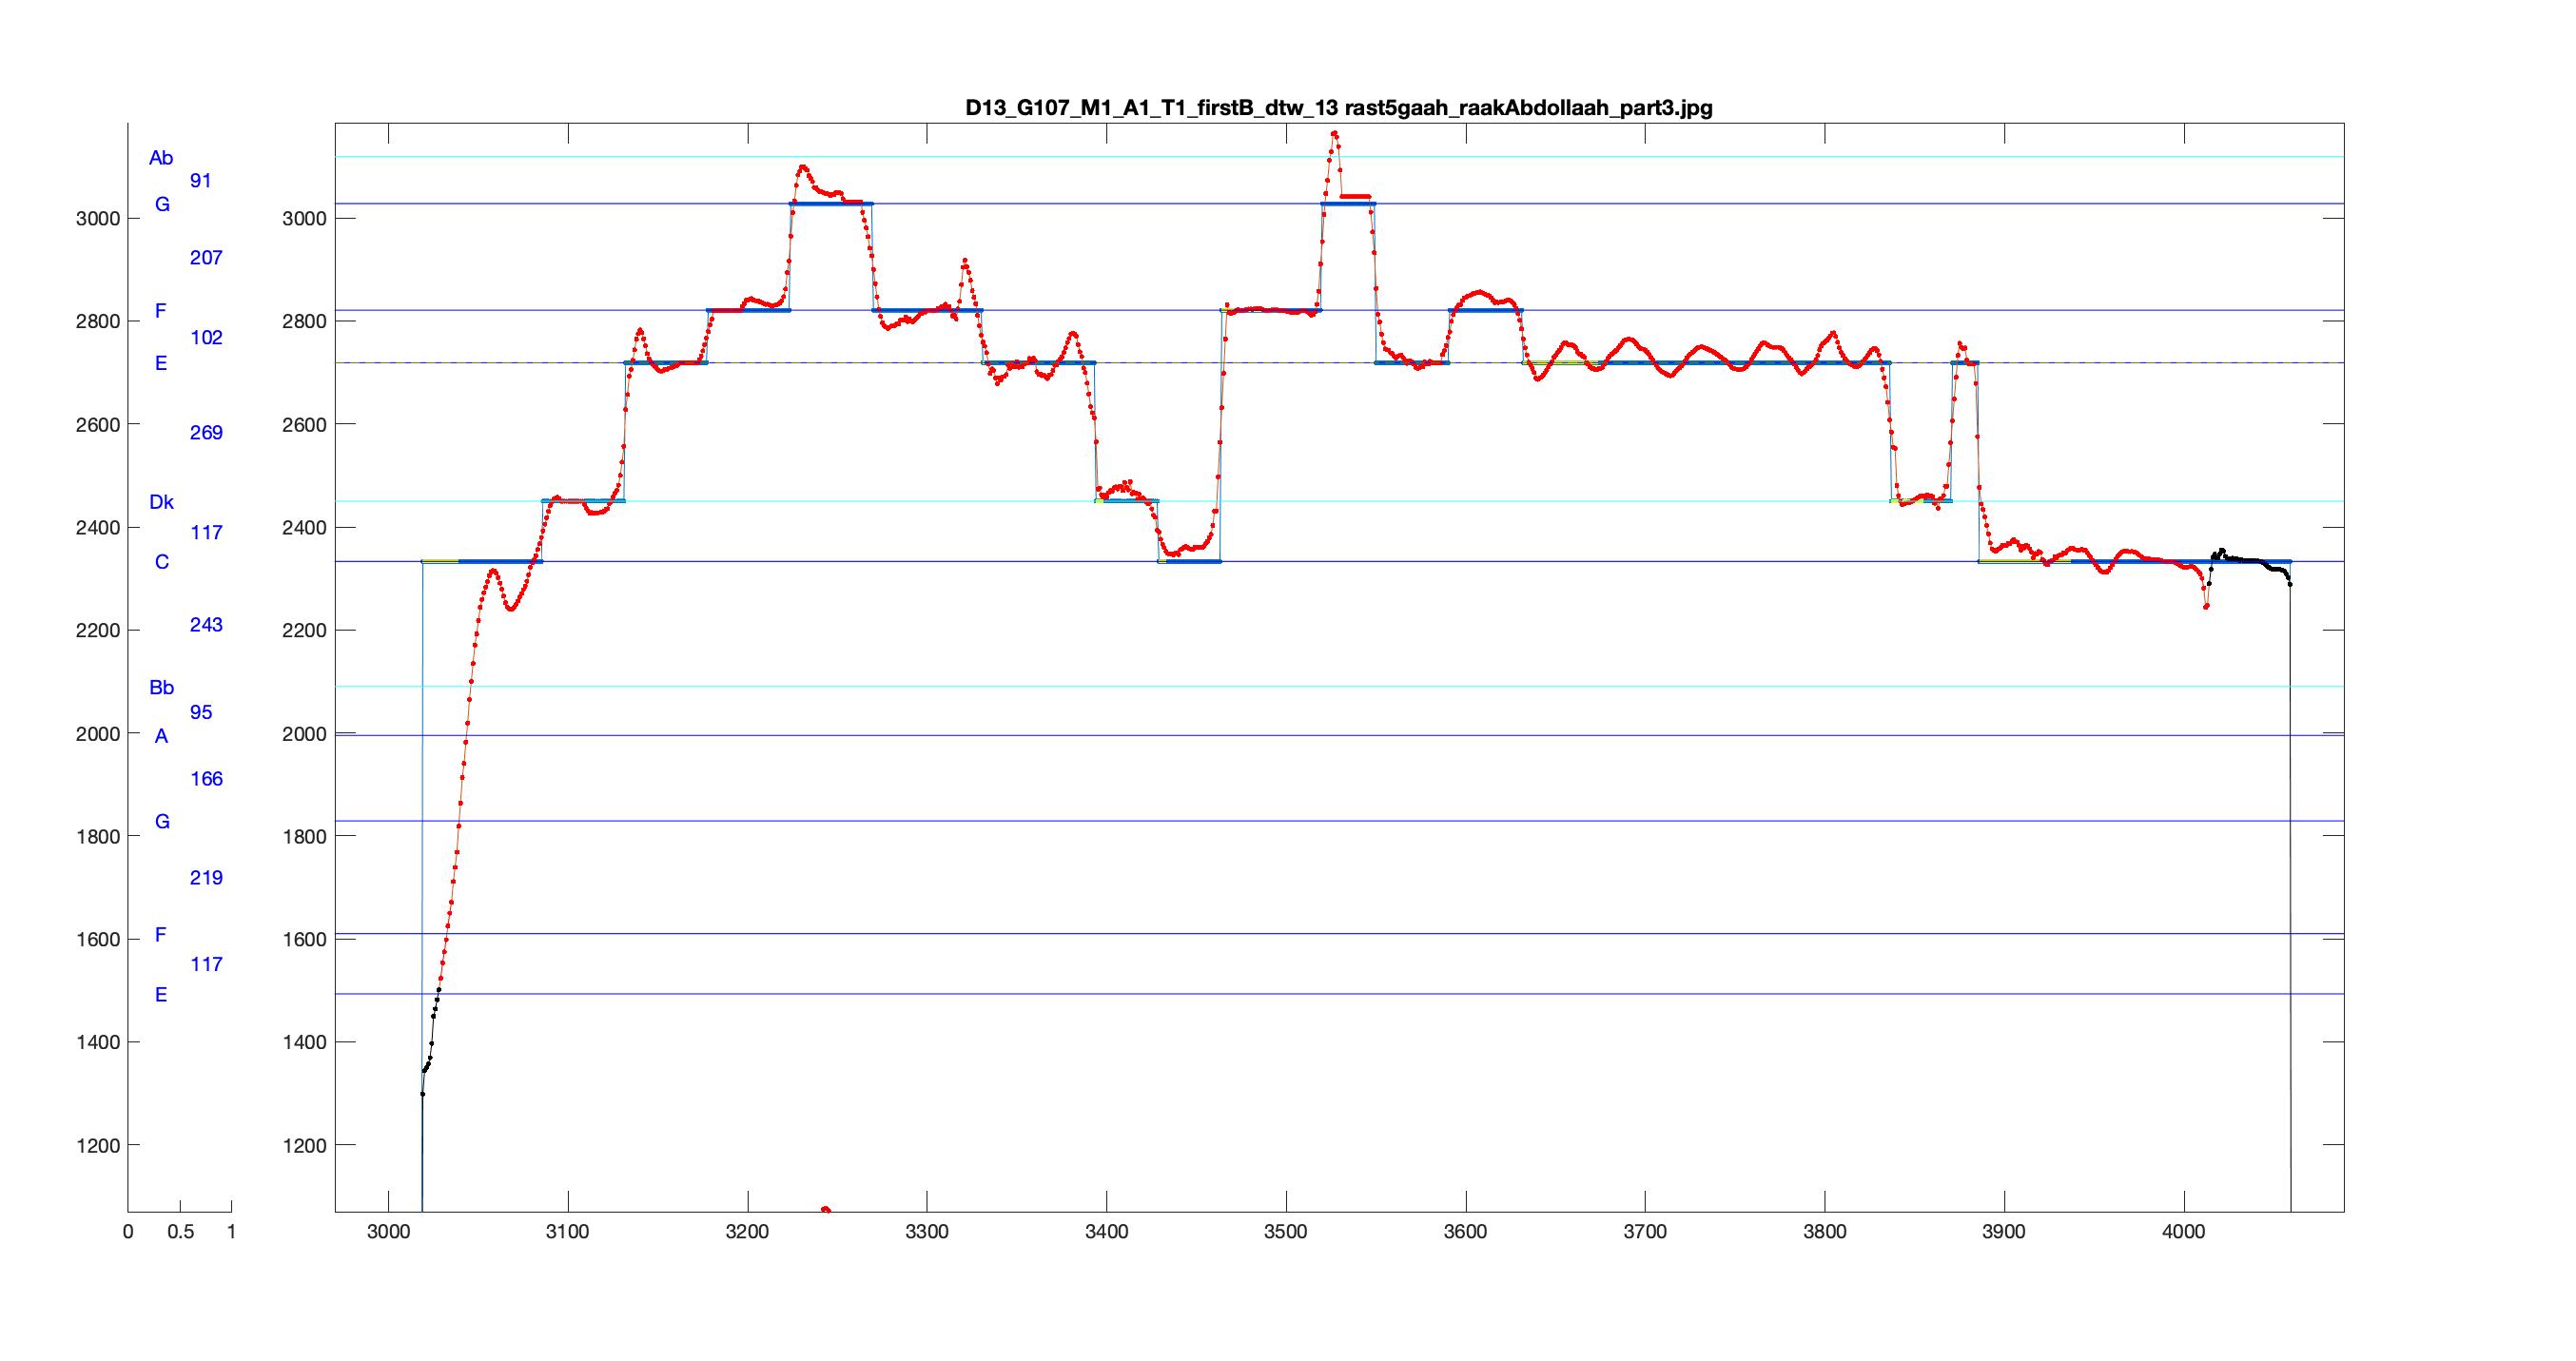 D13_G107_M1_A1_T1_firstB_dtw_13 rast5gaah_raakAbdollaah_part3.jpg
Ab
91
G
3000 3000
207
F
2800 2800
102
E
2600 2600
269
Dk
2400 2400
117
C
2200 2200
243
Bb
95
2000 A 2000
166
G
1800 1800
219
F
1600 1600
117
E
1400 1400
1200 1200
0 0.5 1 3000 3100 3200 3300 3400 3500 3600 3700 3800 3900 4000